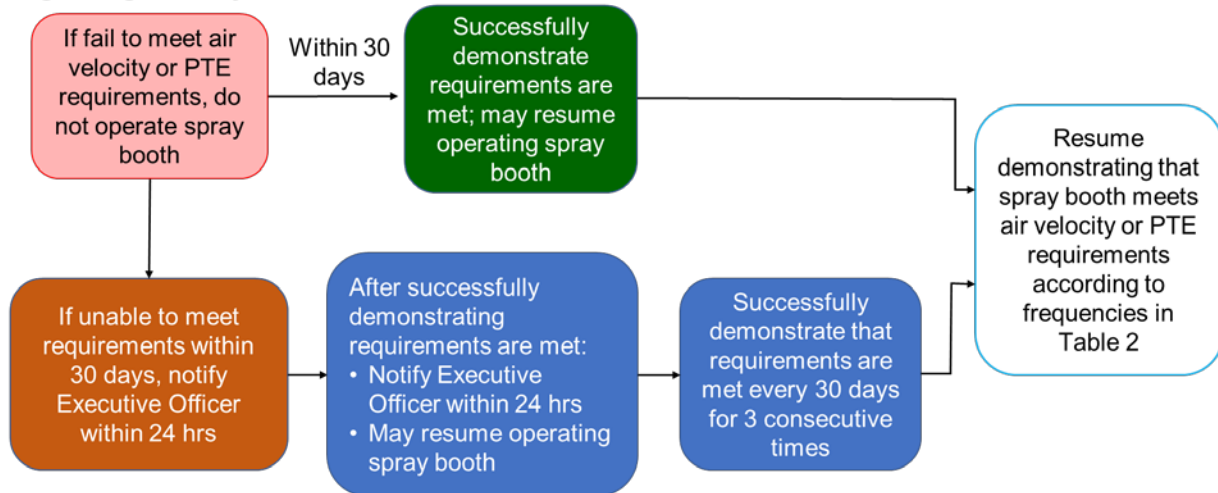 If fail to meet air
velocity or PTE
requirements, do
not operate spray
booth
Within 30
days
Successfully
demonstrate
requirements are
met; may resume
operating spray
booth
Resume
demonstrating that
spray booth meets
air velocity or PTE
requirements
according to
frequencies in
Table 2
If unable to meet
requirements within
30 days, notify
Executive Officer
within 24 hrs
After successfully
demonstrating
requirements are met:
• Notify Executive
Officer within 24 hrs
• May resume operating
spray booth
Successfully
demonstrate that
requirements are
met every 30 days
for 3 consecutive
times